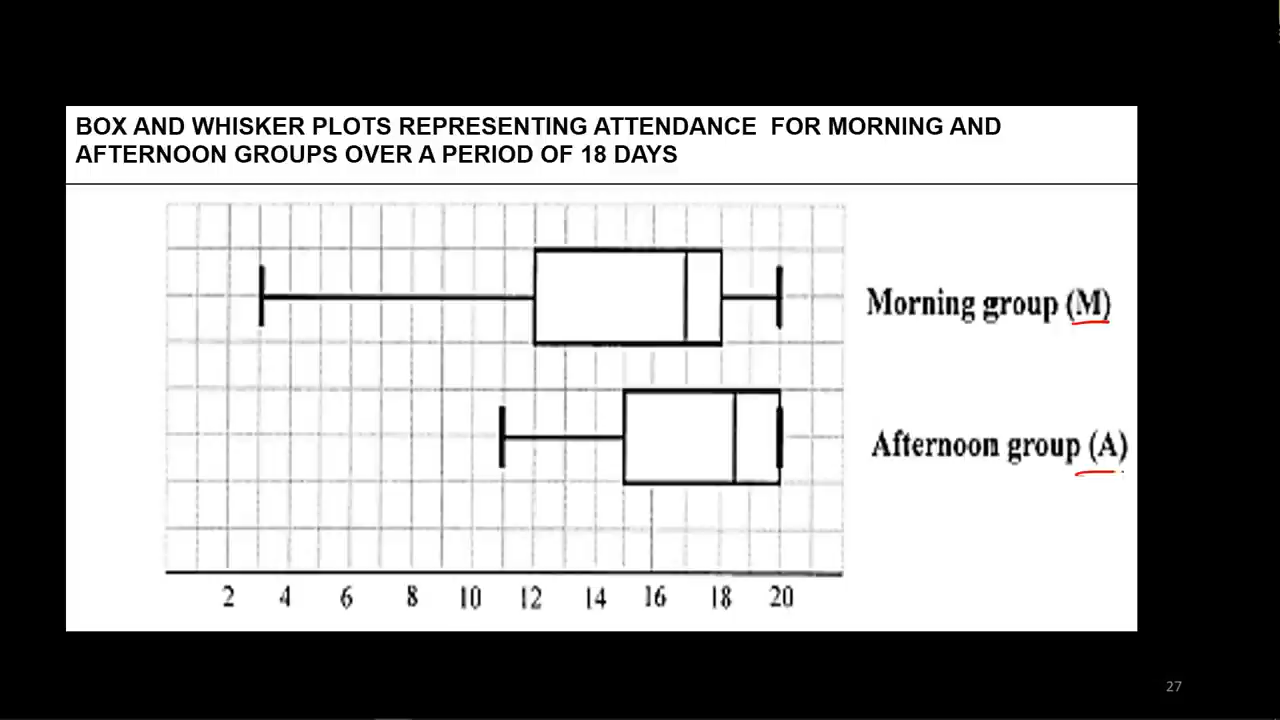 BOX AND WHISKER PLOTS REPRESENTING ATTENDANCE FOR MORNING AND
AFTERNOON GROUPS OVER A PERIOD OF 18 DAYS
Morning group (M)
Afternoon group (A)
2 4 6 8 10 12 14 16 18 20
27